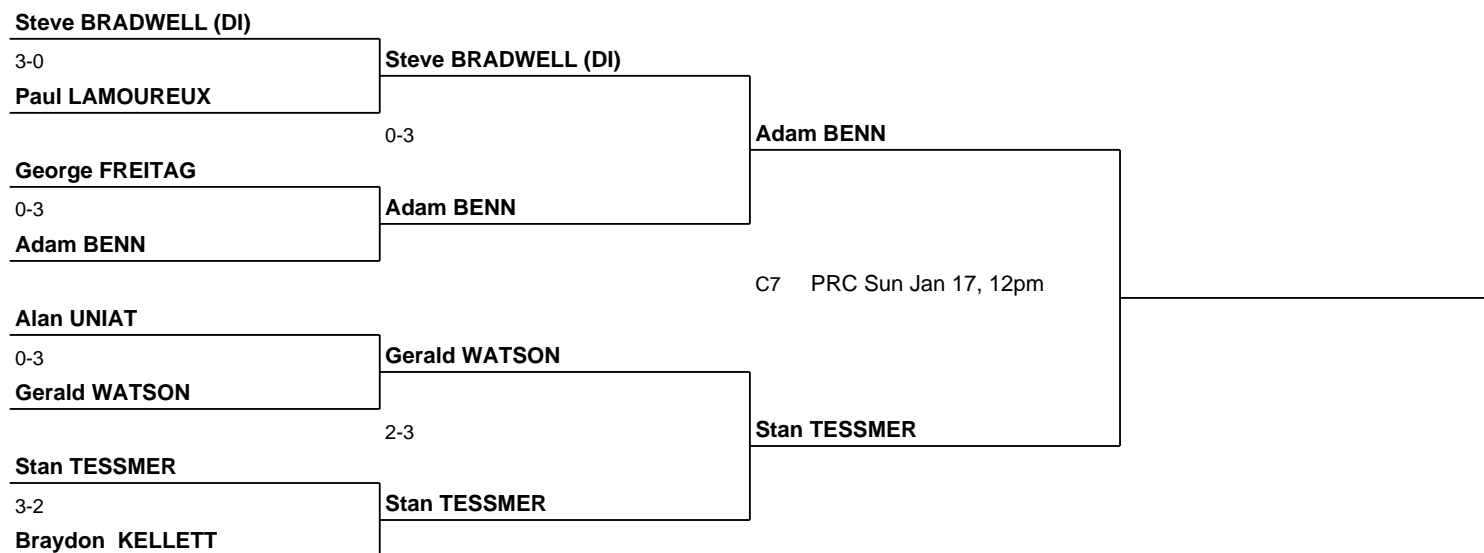 Steve BRADWELL (DI)
3-0
Steve BRADWELL (DI)
Paul LAMOUREUX
0-3
Adam BENN
George FREITAG
0-3
Adam BENN
Adam BENN
C7 PRC Sun Jan 17, 12pm
Alan UNIAT
0-3
Gerald WATSON
Gerald WATSON
2-3
Stan TESSMER
Stan TESSMER
3-2
Stan TESSMER
Braydon KELLETT